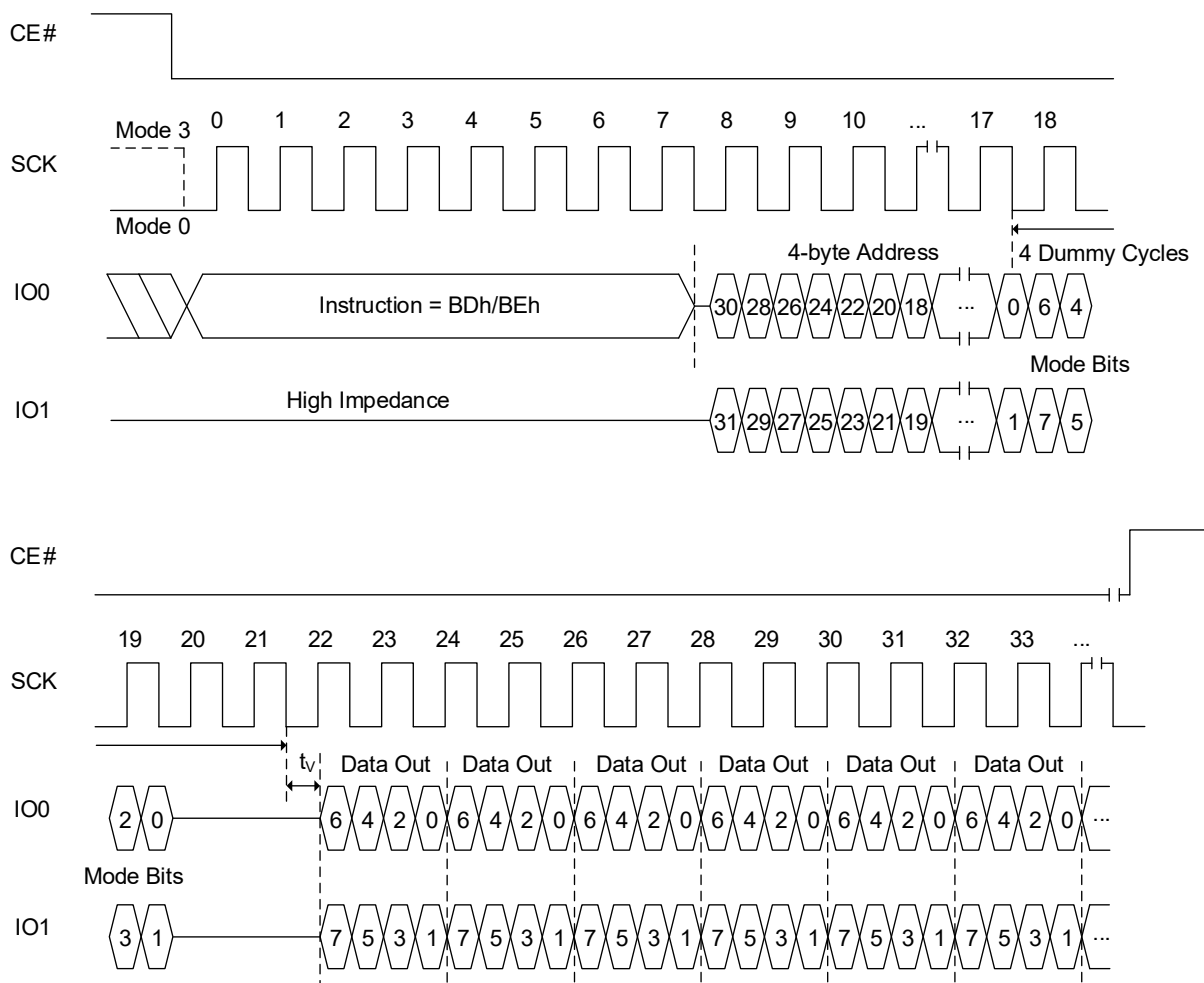 CE#
0 1 2 3 4 5 6 7 8 9 10 ... 17 18
Mode 3
SCK
Mode 0
4-byte Address 4 Dummy Cycles
IO0 Instruction = BDh/BEh 30 28 26 24 22 20 18 ... 0 6 4
Mode Bits
IO1 High Impedance 31 29 27 25 23 21 19 ... 1 7 5
CE#
19 20 21 22 23 24 25 26 27 28 29 30 31 32 33 ...
SCK
tV Data Out Data Out Data Out Data Out Data Out Data Out
IO0 2 0 6 4 2 0 6 4 2 0 6 4 2 0 6 4 2 0 6 4 2 0 6 4 2 0 ...
Mode Bits
IO1 3 1 7 5 3 1 7 5 3 1 7 5 3 1 7 5 3 1 7 5 3 1 7 5 3 1 ...